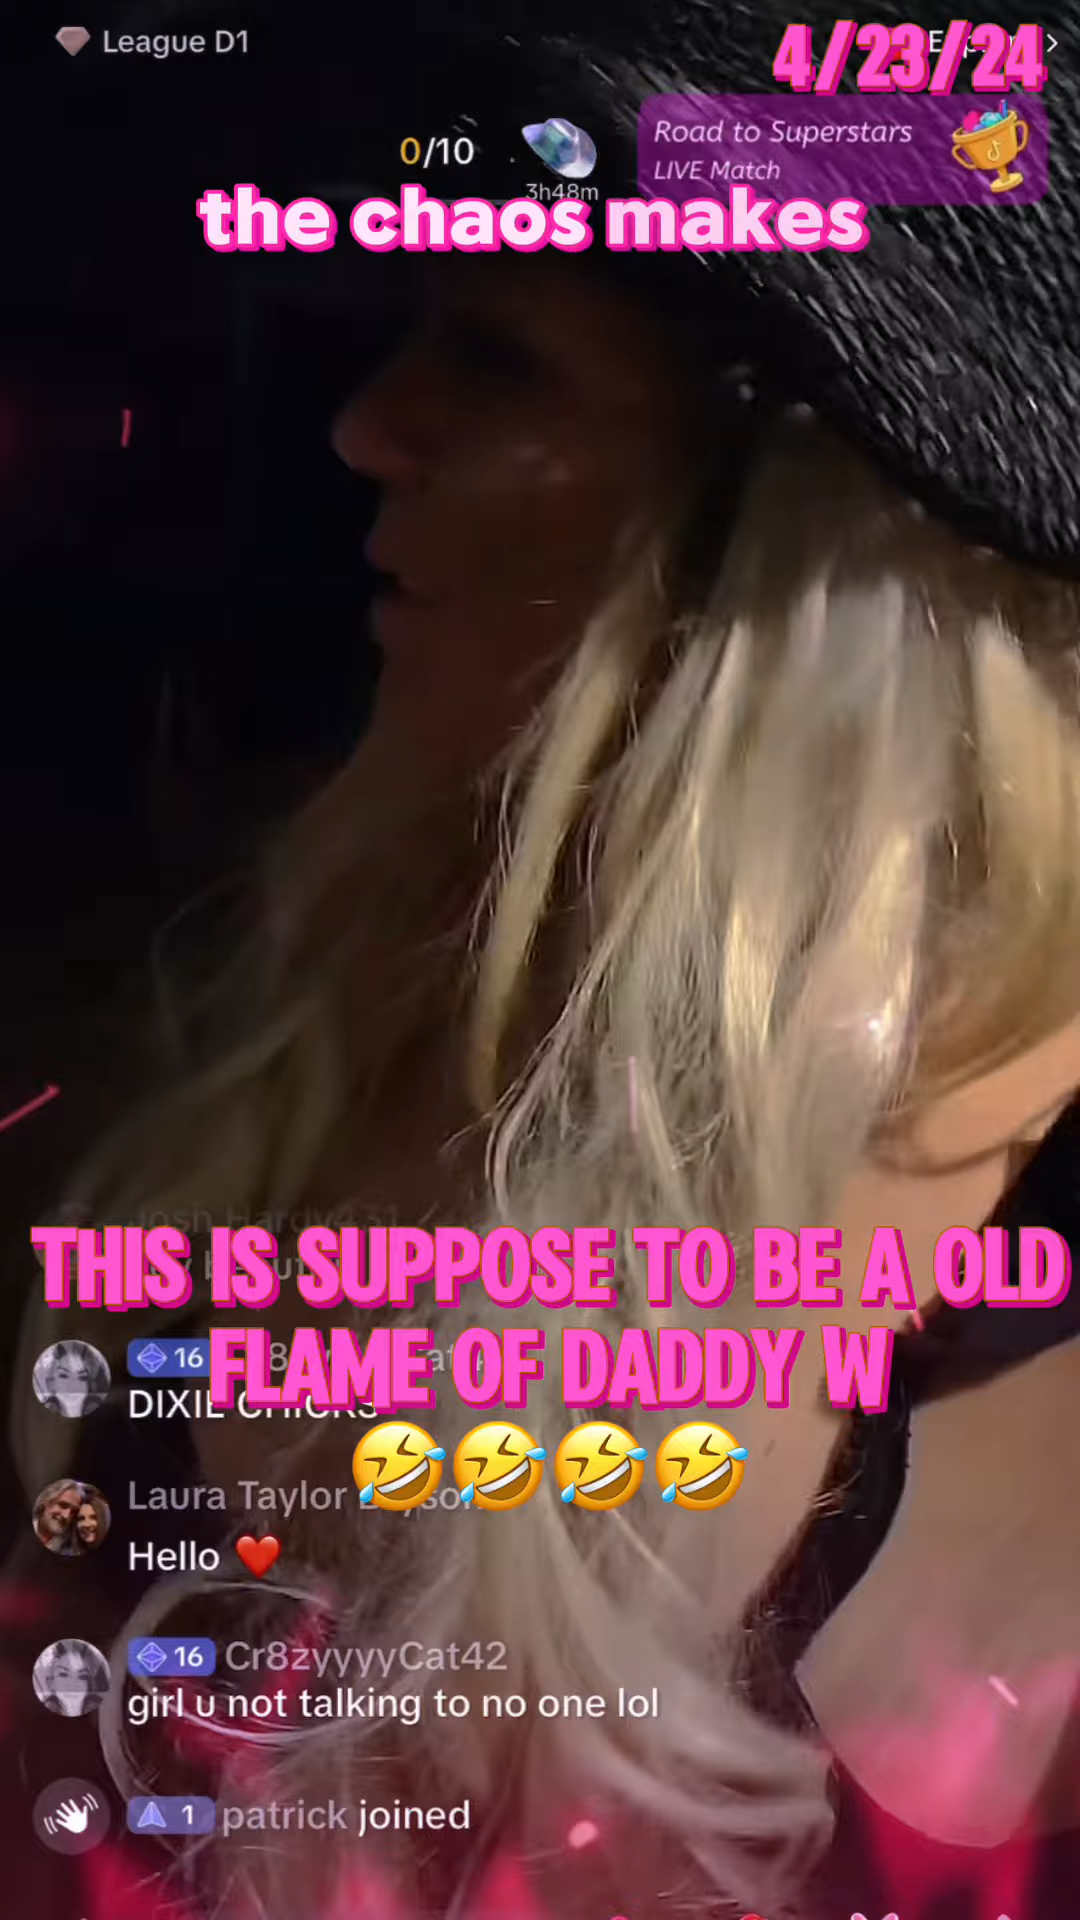 League D1
4/23/24
0/10
Road to Superstars
LIVE Match
3h48m
the chaos makes
THIS IS SUPPOSE TO BE A OLD
FLAME OF DADDY W
🤣🤣🤣🤣
16
DIXIE CHICKS
Laura Taylor
Hello ❤️
16 Cr8zyyyyCat42
girl u not talking to no one lol
1 patrick joined